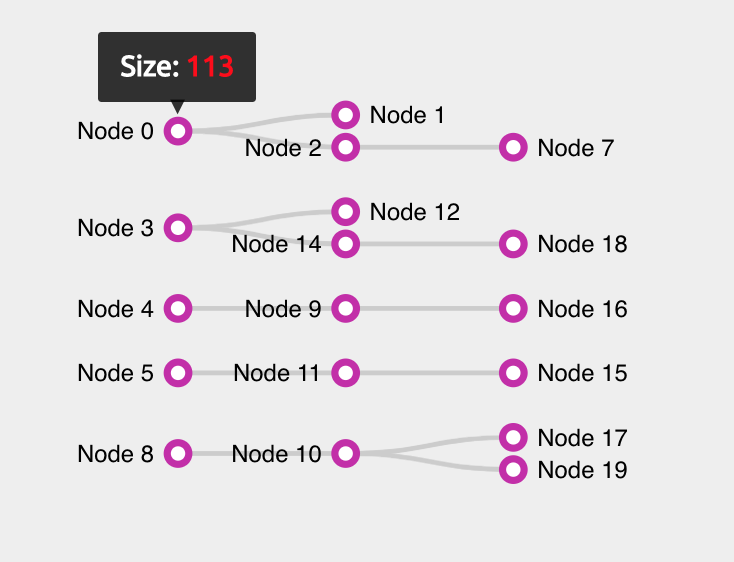 Size: 113
Node 0
Node 1
Node 2
Node 7
Node 3
Node 12
Node 14
Node 18
Node 4
Node 9
Node 16
Node 5
Node 11
Node 15
Node 8
Node 10
Node 17
Node 19